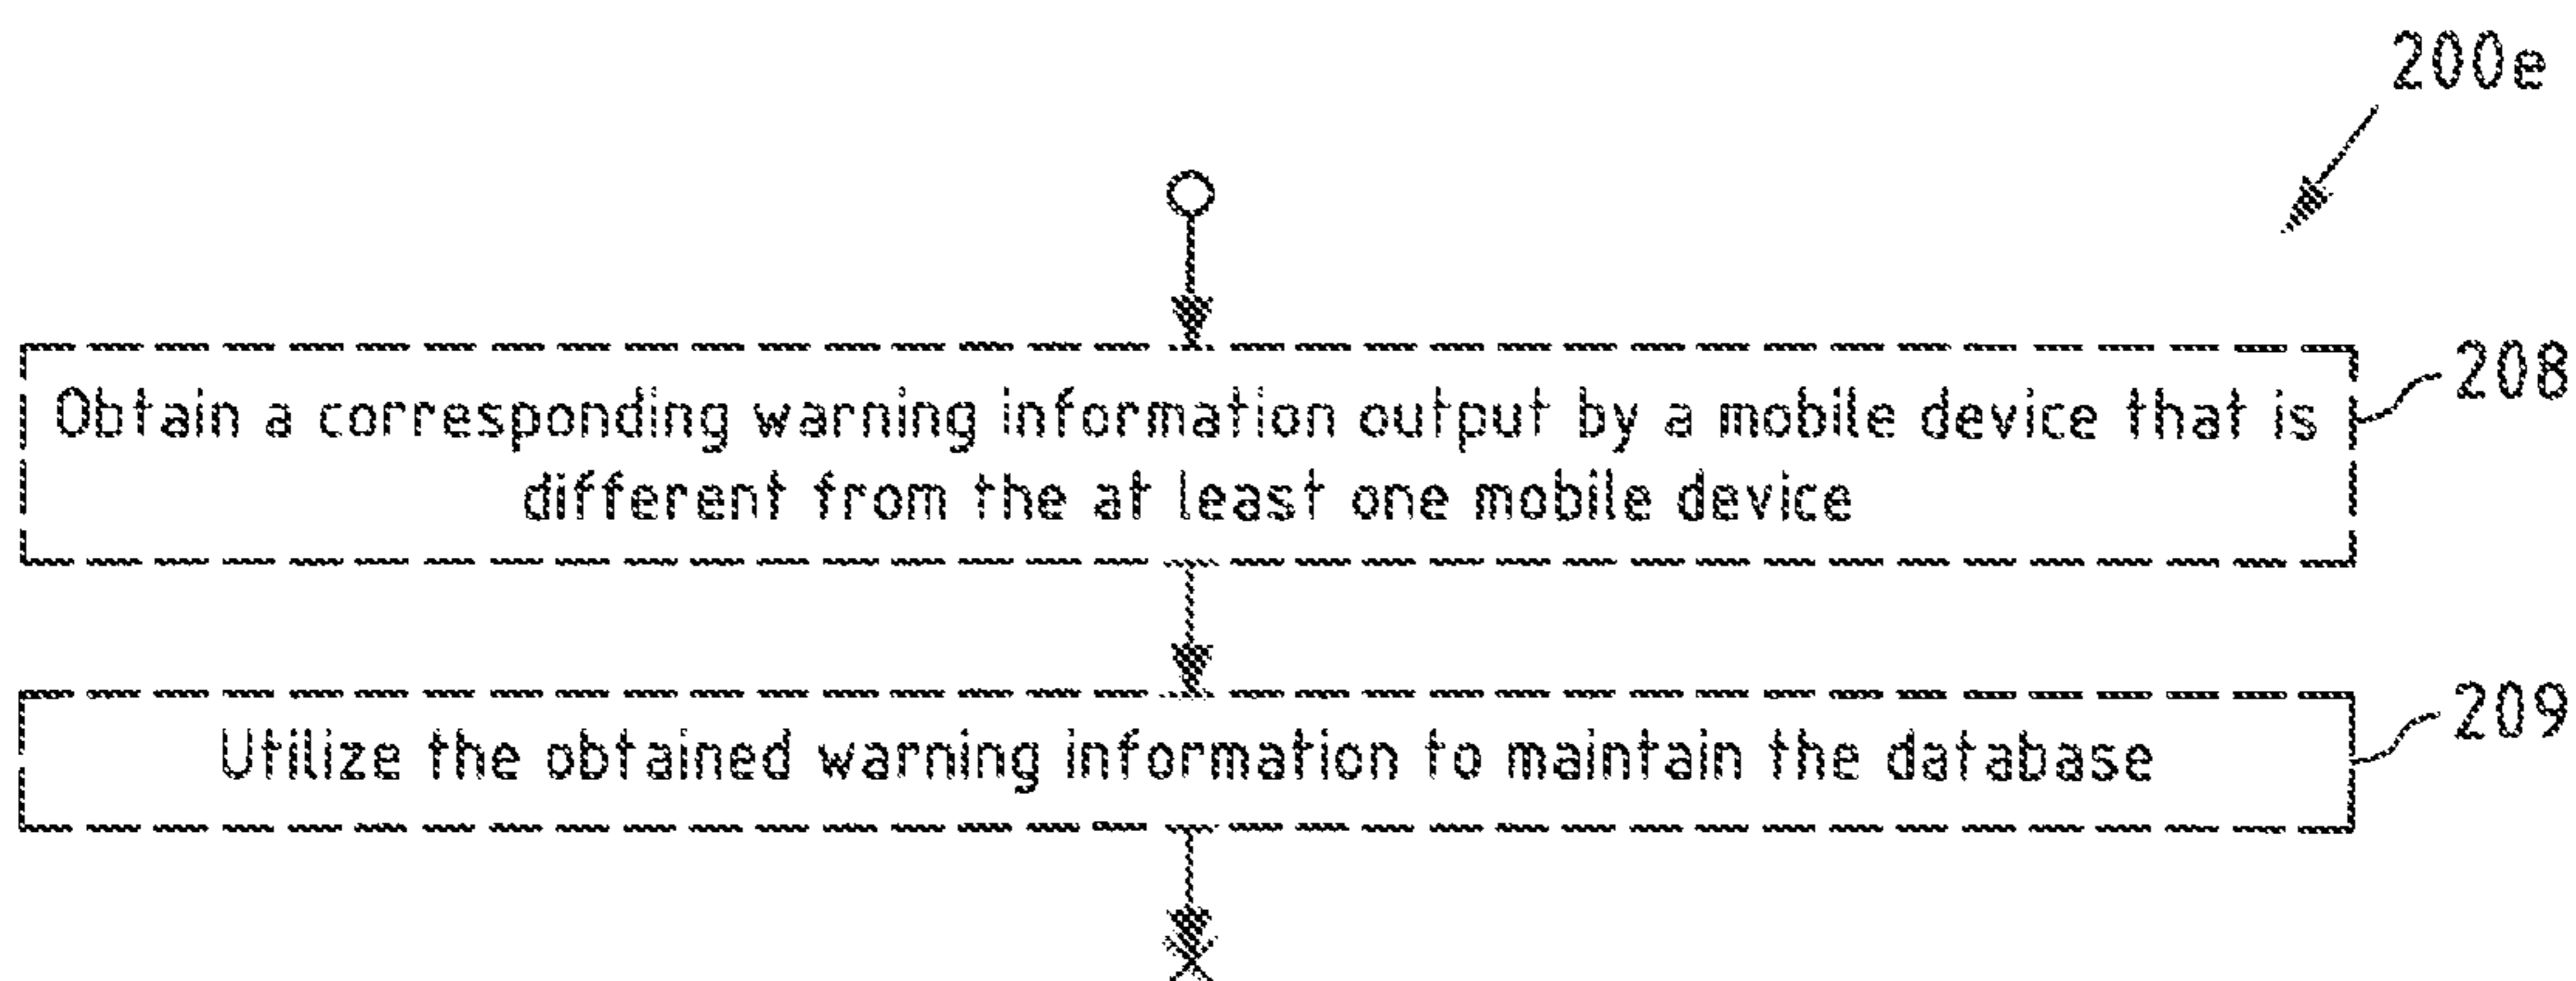 200e
Obtain a corresponding warning information output by a mobile device that is
208
different from the at least one mobile device
Utilize the obtained warning information to maintain the database
209